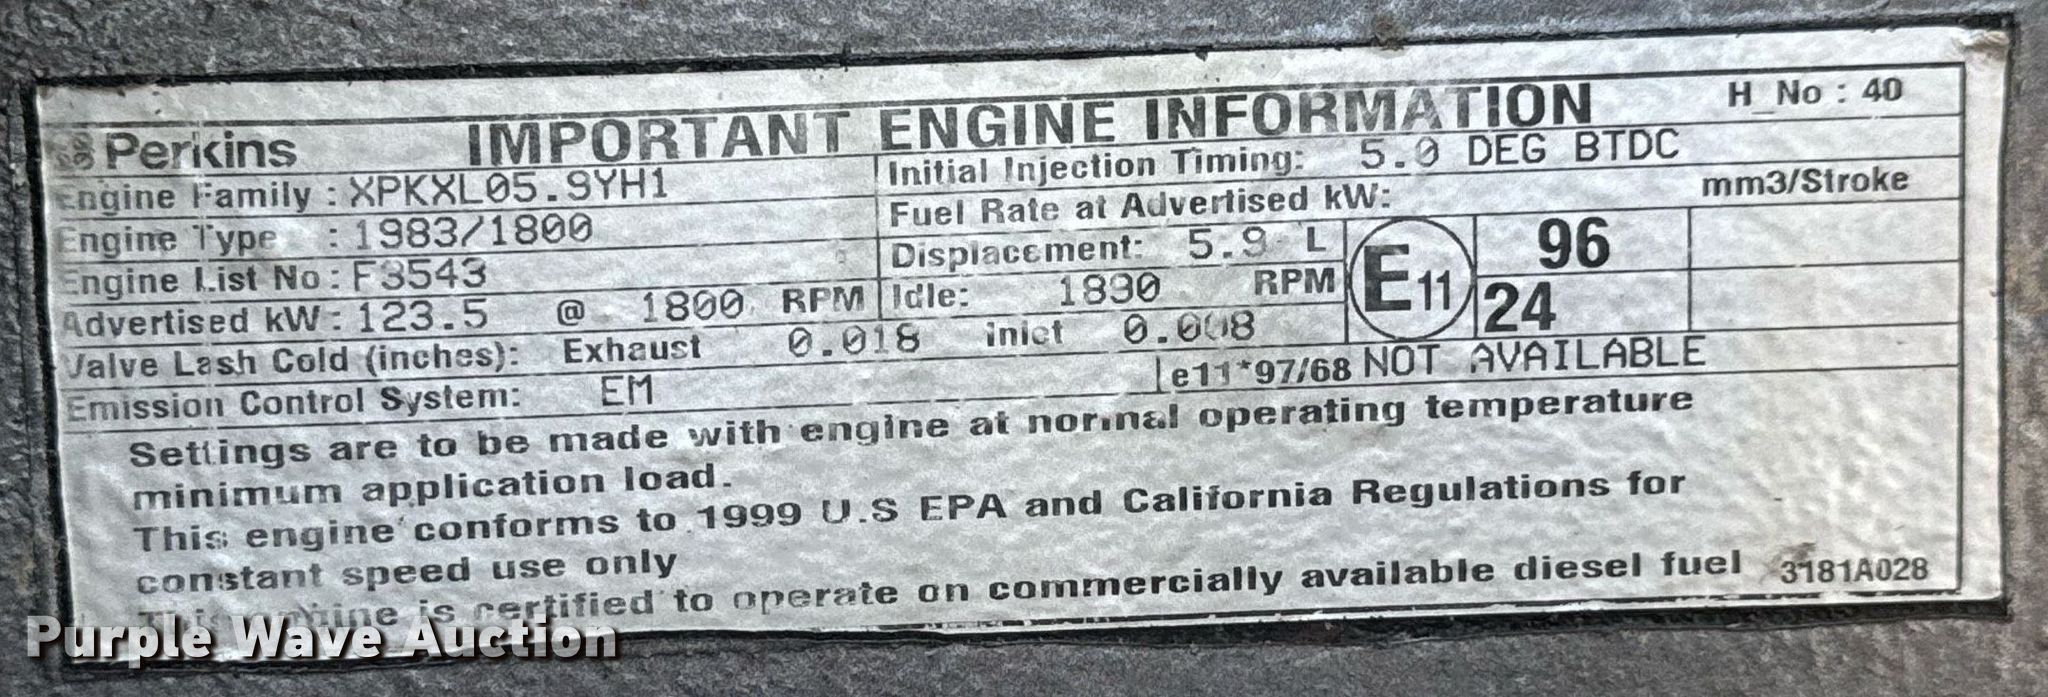 H No : 40
Perkins IMPORTANT ENGINE INFORMATION
Engine Family : XPKXL05.9YH1 Initial Injection Timing: 5.0 DEG BTDC
Engine Type : 1983/1800 Fuel Rate at Advertised kW: mm3/Stroke
Engine List No : F3543 Displacement: 5.9 L E11 96
Advertised kW : 123.5 @ 1800 RPM Idle: 1890 RPM 24
Valve Lash Cold (inches): Exhaust 0.018 inlet 0.008
Emission Control System: EM e11*97/68 NOT AVAILABLE
Settings are to be made with engine at normal operating temperature
minimum application load.
This engine conforms to 1999 U.S EPA and California Regulations for
constant speed use only
This engine is certified to operate on commercially available diesel fuel 3181A028
Purple Wave Auction